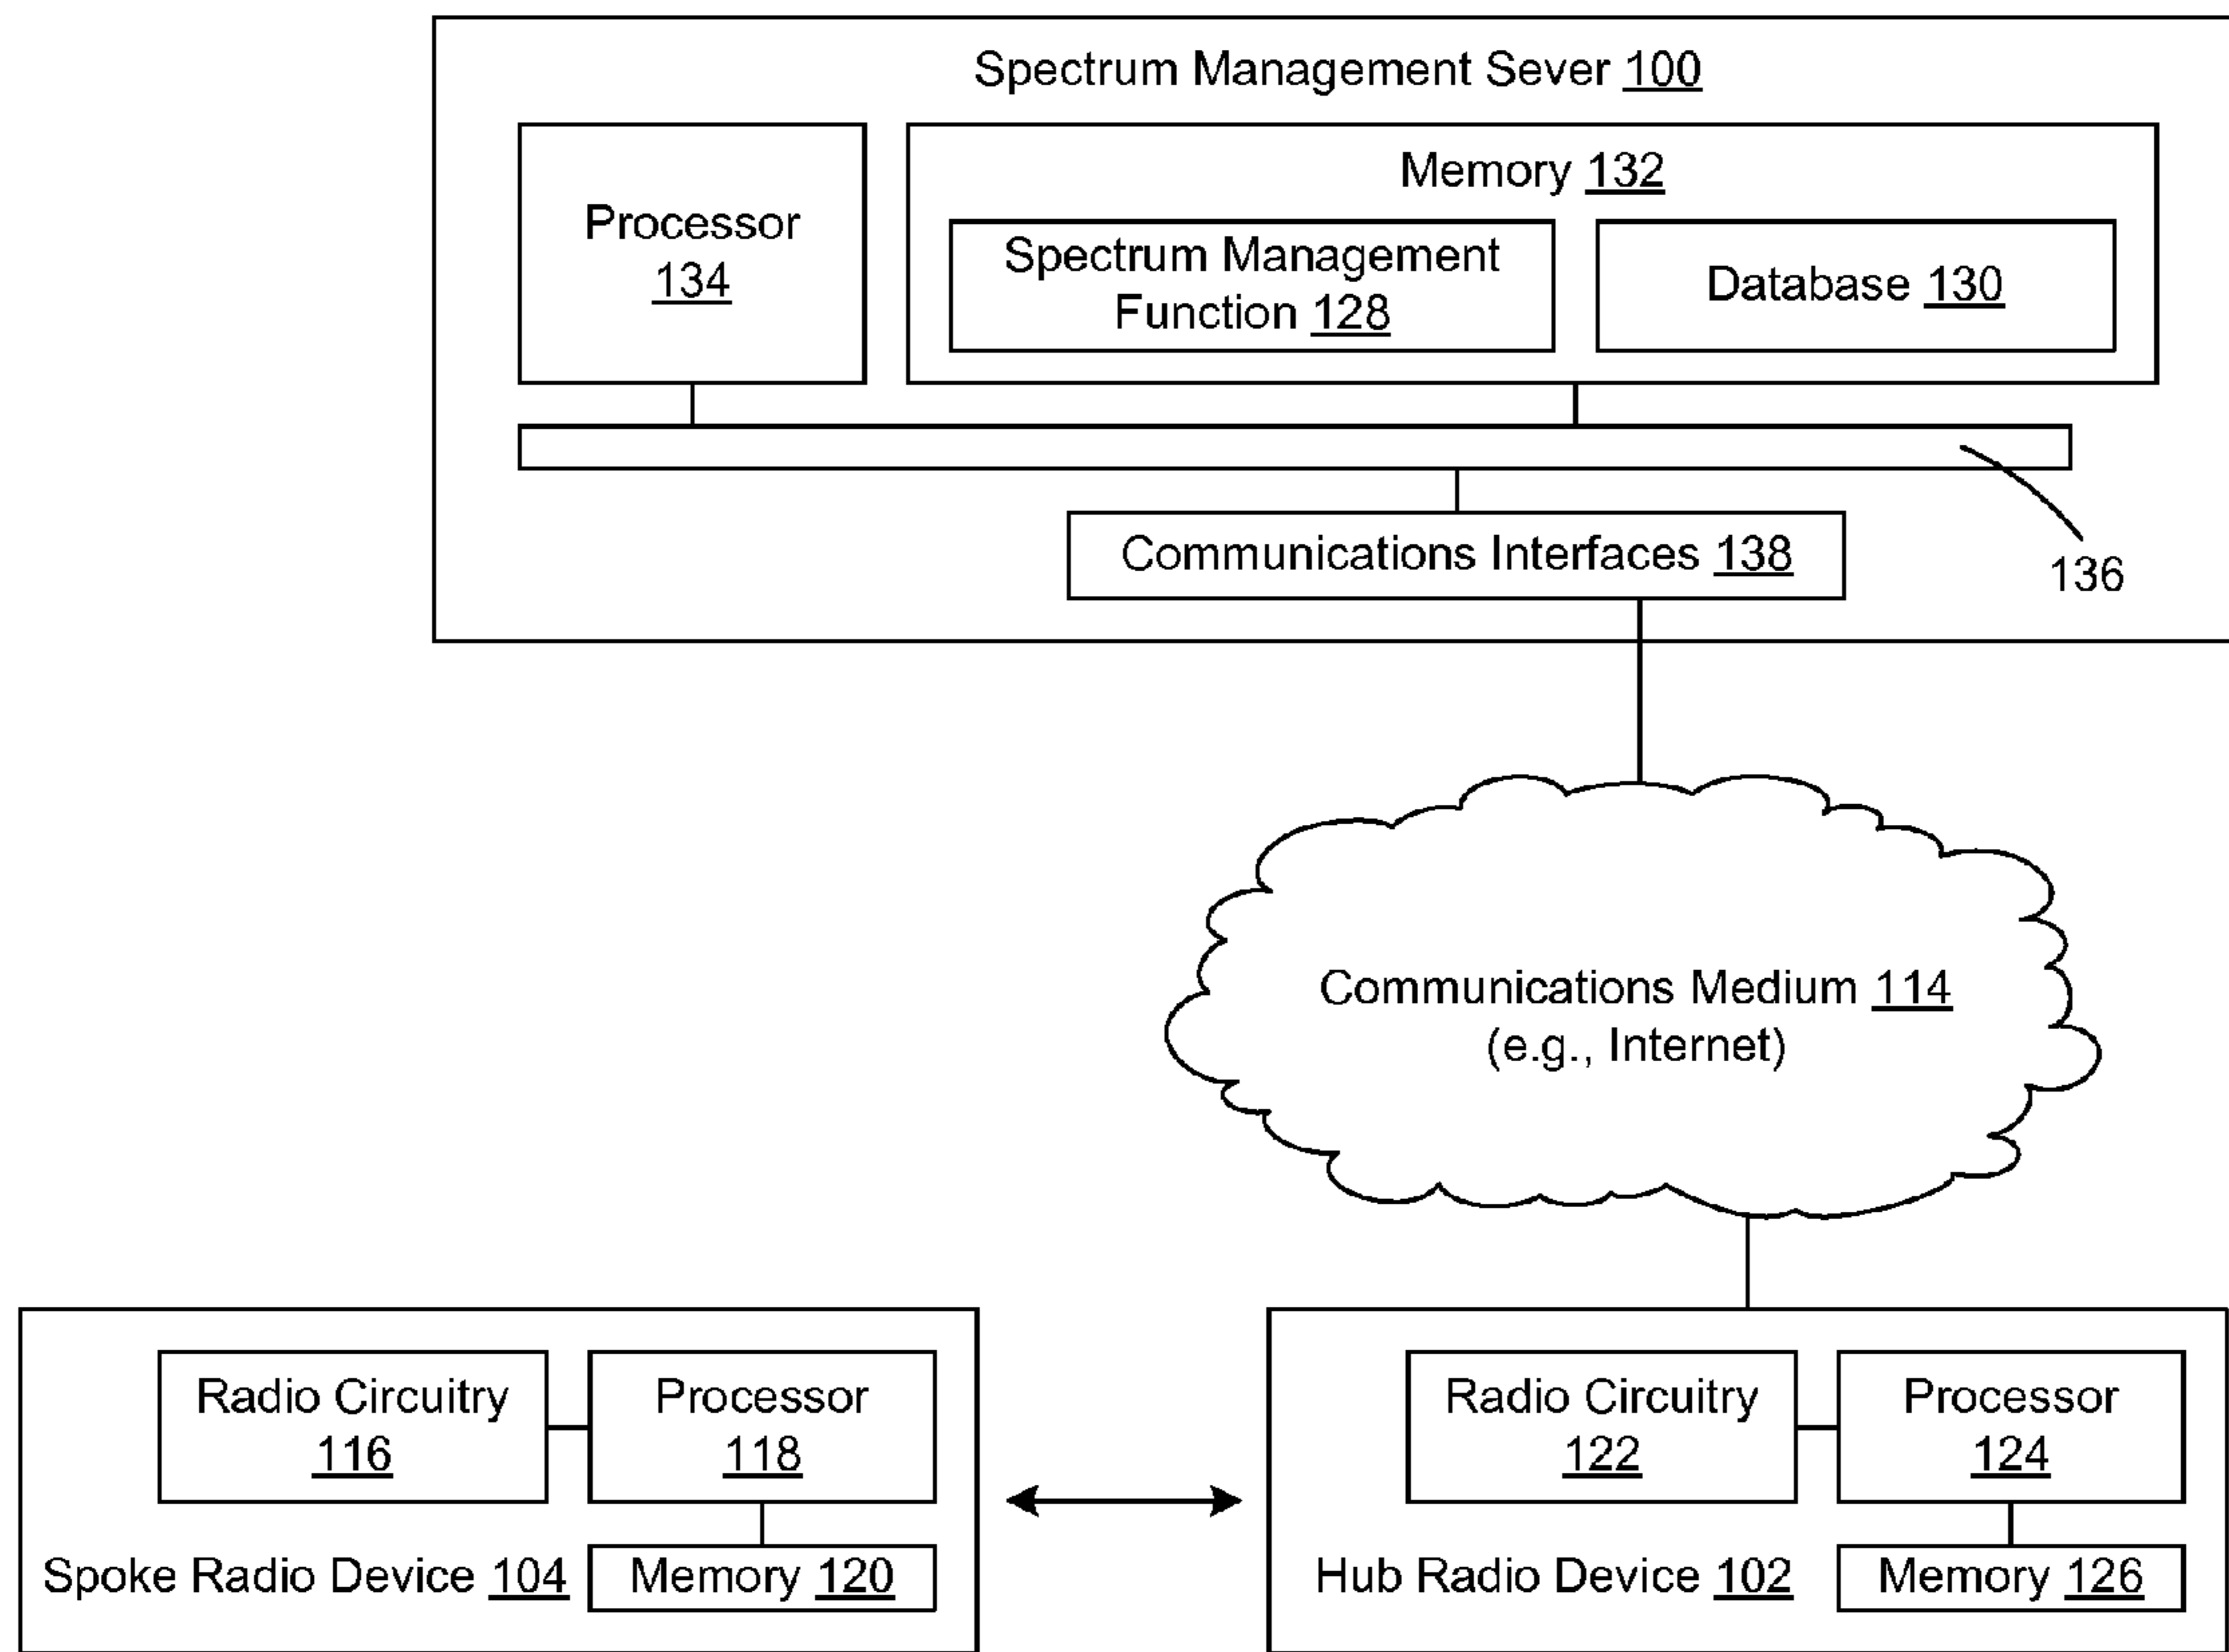 Spectrum Management Sever 100
Memory 132
Processor
134
Spectrum Management
Function 128
Database 130
Communications Interfaces 138
136
Communications Medium 114
(e.g., Internet)
Radio Circuitry
116
Processor
118
Spoke Radio Device 104
Memory 120
Radio Circuitry
122
Processor
124
Hub Radio Device 102
Memory 126